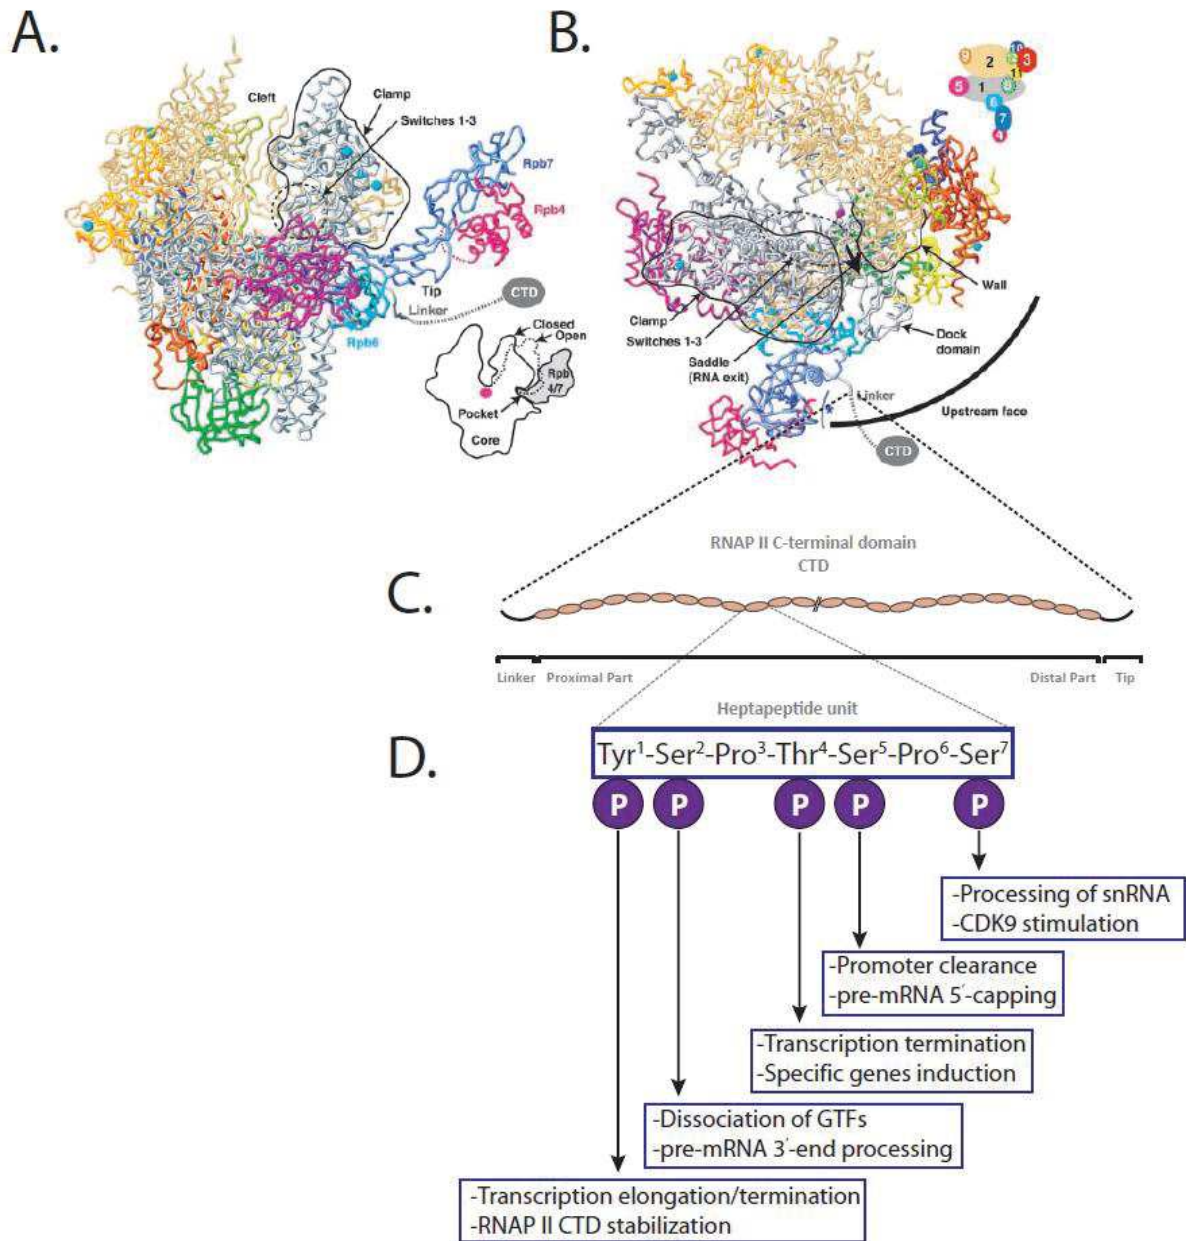 A.
Cleft
Clamp
Switches 1-3
Rpb7
Rpb4
Tip
Linker
CTD
Rpb6
Closed
Open
Rpb
4/7
Pocket
Core
B.
9
10
2
3
11
5
1
8
6
7
4
Wall
Clamp
Switches 1-3
Dock
domain
Saddle
(RNA exit)
Linker
Upstream face
CTD
RNAP II C-terminal domain
CTD
C.
Linker
Proximal Part
Distal Part
Tip
Heptapeptide unit
D.
Tyr¹-Ser²-Pro³-Thr⁴-Ser⁵-Pro⁶-Ser⁷
P P P P P
-Processing of snRNA
-CDK9 stimulation
-Promoter clearance
-pre-mRNA 5′-capping
-Transcription termination
-Specific genes induction
-Dissociation of GTFs
-pre-mRNA 3′-end processing
-Transcription elongation/termination
-RNAP II CTD stabilization